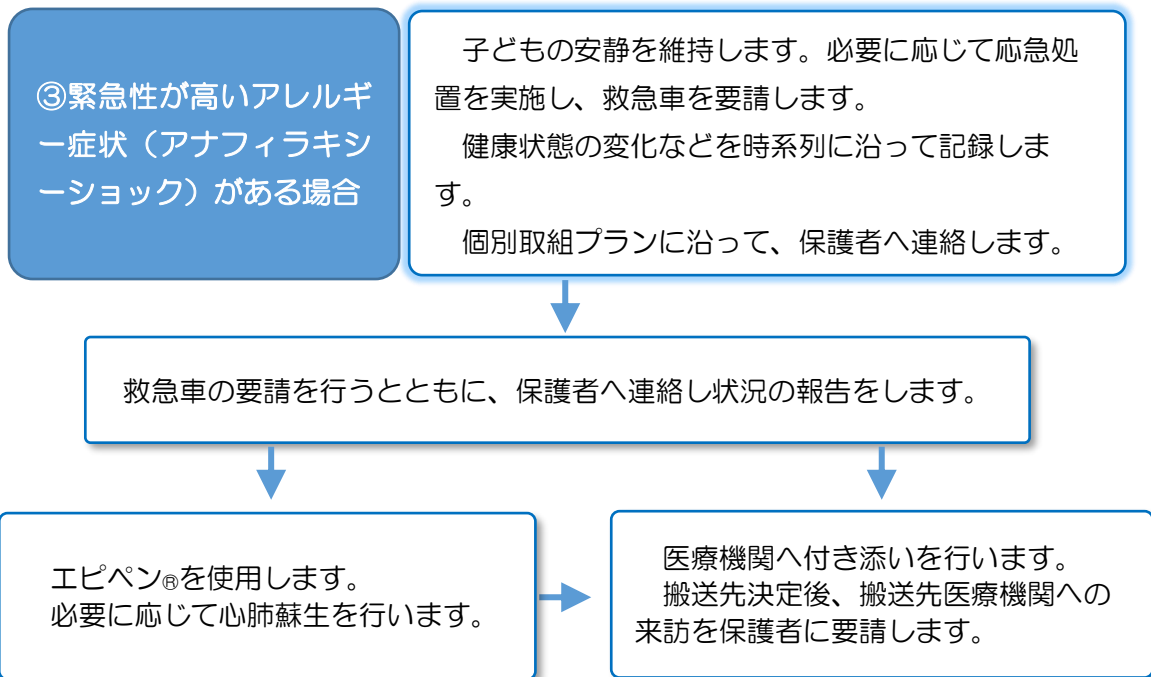 ③緊急性が高いアレルギ
ー症状（アナフィラキシ
ーショック）がある場合
子どもの安静を維持します。必要に応じて応急処
置を実施し、救急車を要請します。
健康状態の変化などを時系列に沿って記録しま
す。
個別取組プランに沿って、保護者へ連絡します。
救急車の要請を行うとともに、保護者へ連絡し状況の報告をします。
エピペン®を使用します。
必要に応じて心肺蘇生を行います。
医療機関へ付き添いを行います。
搬送先決定後、搬送先医療機関への
来訪を保護者に要請します。